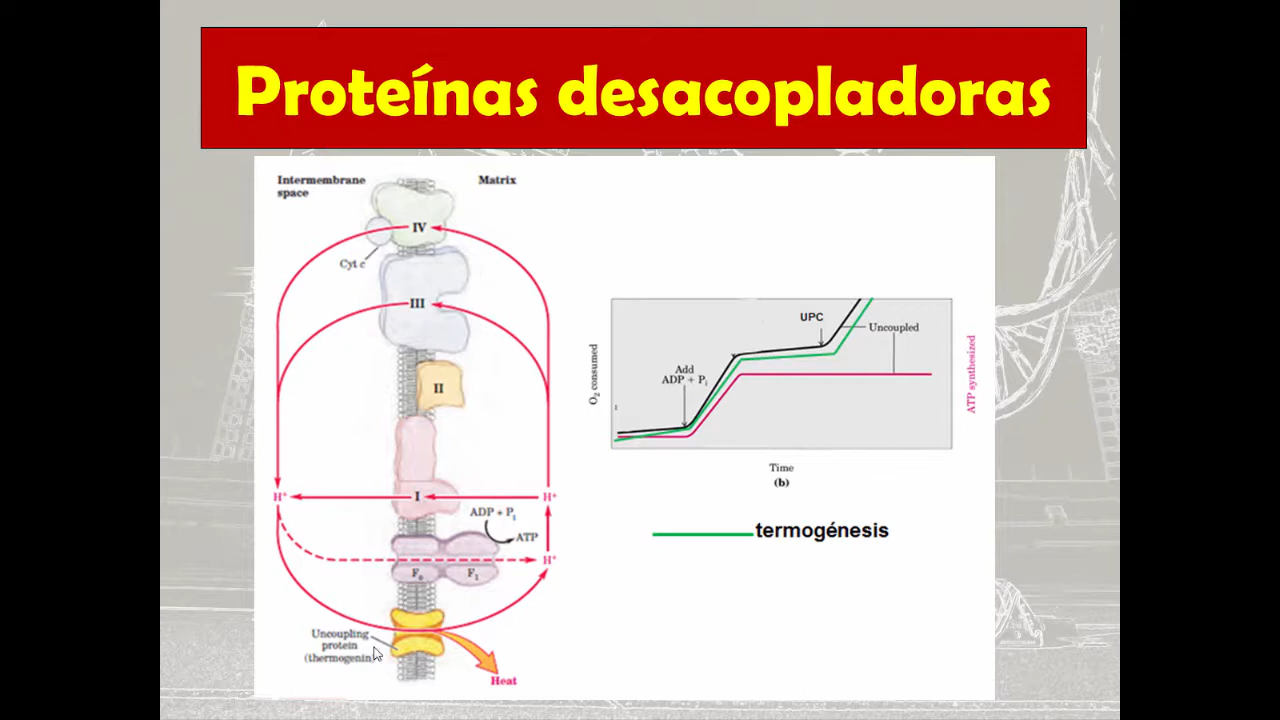 Proteínas desacopladoras
Intermembrane
space
Matrix
IV
Cyt c
III
II
I
H⁺
H⁺
ADP + Pi
ATP
H⁺
Fo
F1
Uncoupling
protein
(thermogenin)
Heat
O2 consumed
Add
ADP + Pi
UPC
Uncoupled
ATP synthesized
Time
(b)
termogénesis